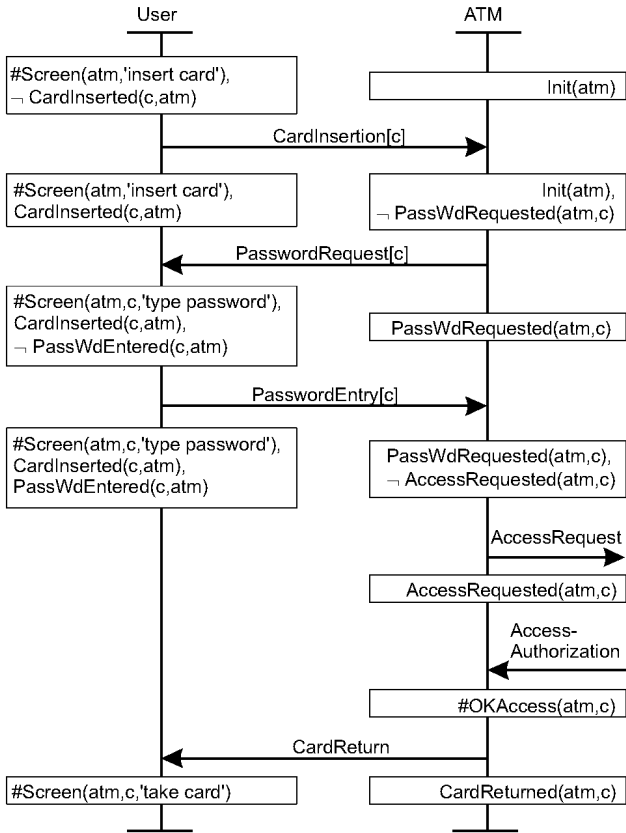 User
ATM
#Screen(atm,'insert card'),
¬ CardInserted(c,atm)
Init(atm)
CardInsertion[c]
#Screen(atm,'insert card'),
CardInserted(c,atm)
Init(atm),
¬ PassWdRequested(atm,c)
PasswordRequest[c]
#Screen(atm,c,'type password'),
CardInserted(c,atm),
¬ PassWdEntered(c,atm)
PassWdRequested(atm,c)
PasswordEntry[c]
#Screen(atm,c,'type password'),
CardInserted(c,atm),
PassWdEntered(c,atm)
PassWdRequested(atm,c),
¬ AccessRequested(atm,c)
AccessRequest
AccessRequested(atm,c)
Access-
Authorization
#OKAccess(atm,c)
CardReturn
#Screen(atm,c,'take card')
CardReturned(atm,c)